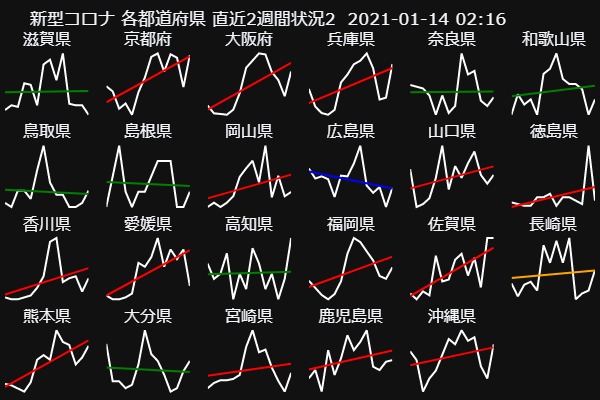 新型コロナ 各都道府県 直近2週間状況2 2021-01-14 02:16
滋賀県 京都府 大阪府 兵庫県 奈良県 和歌山県
鳥取県 島根県 岡山県 広島県 山口県 徳島県
香川県 愛媛県 高知県 福岡県 佐賀県 長崎県
熊本県 大分県 宮崎県 鹿児島県 沖縄県